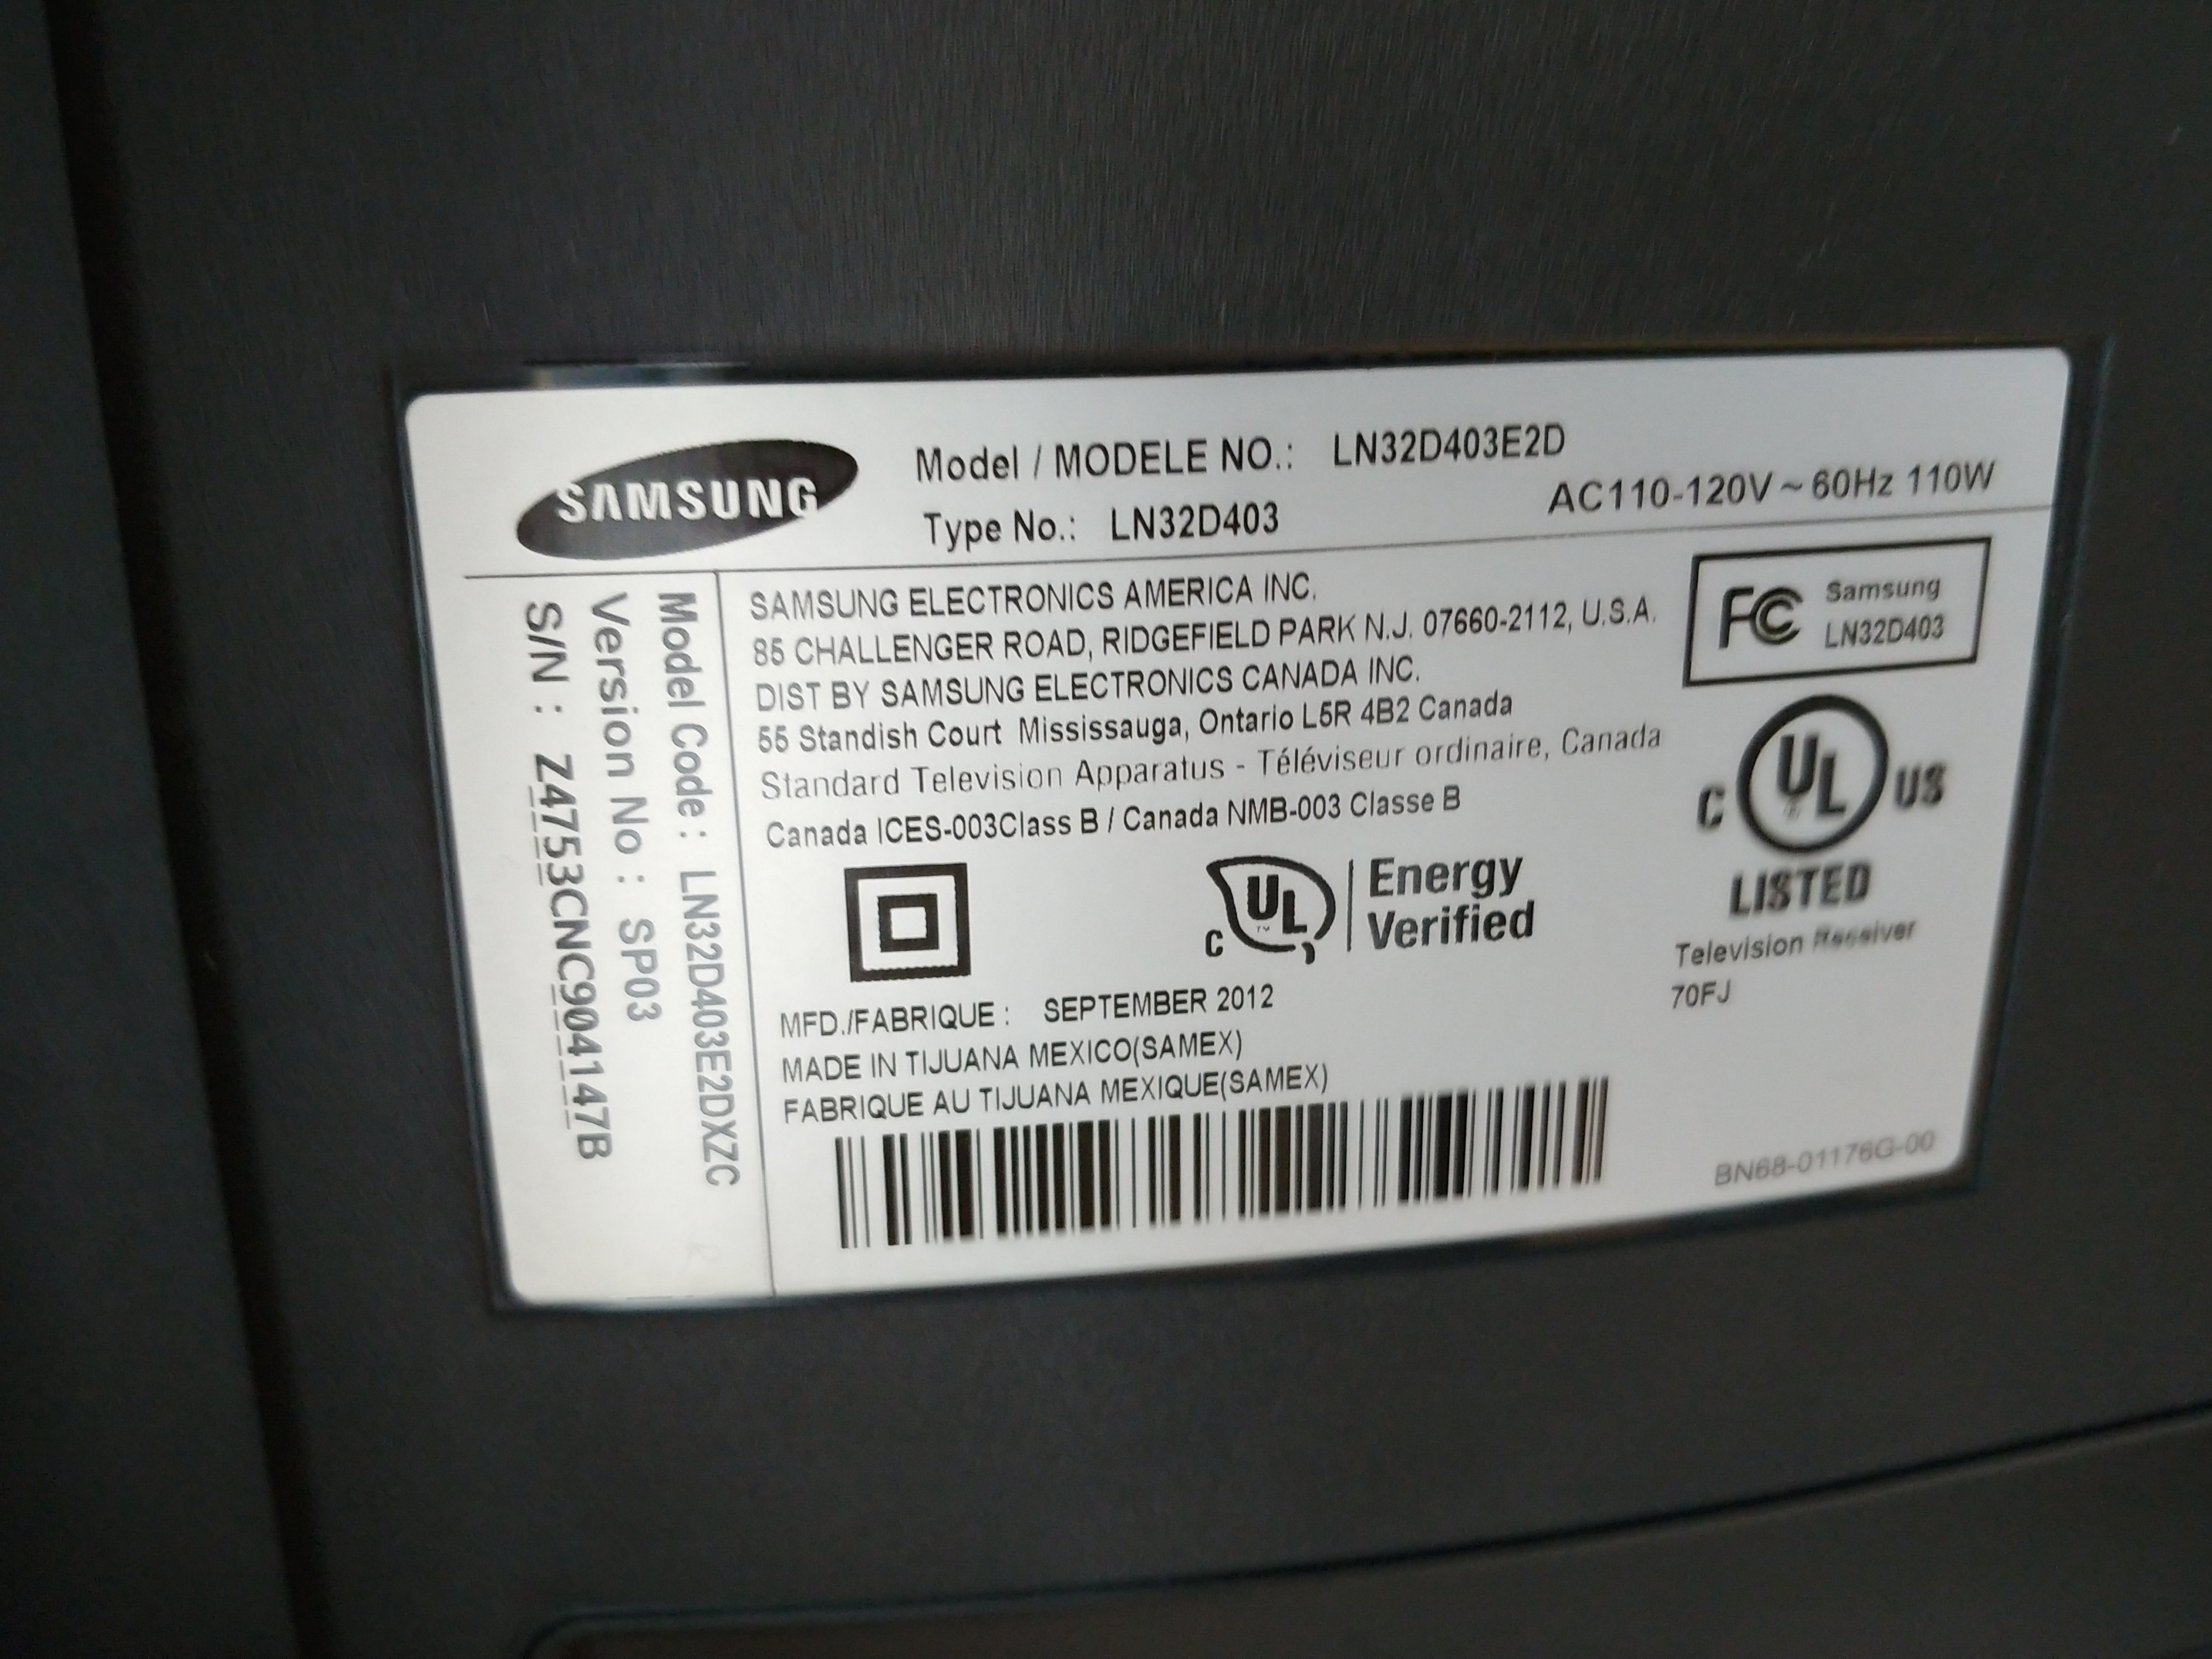 SAMSUNG
Model / MODELE NO.: LN32D403E2D
AC110-120V ~ 60Hz 110W
Type No.: LN32D403
Model Code : LN32D403E2DXZC
Version No : SP03
S/N : Z4753CNC904147B
SAMSUNG ELECTRONICS AMERICA INC.
85 CHALLENGER ROAD, RIDGEFIELD PARK N.J. 07660-2112, U.S.A.
DIST BY SAMSUNG ELECTRONICS CANADA INC.
55 Standish Court Mississauga, Ontario L5R 4B2 Canada
Standard Television Apparatus - Téléviseur ordinaire, Canada
Canada ICES-003Class B / Canada NMB-003 Classe B
FC Samsung
LN32D403
C UL US
LISTED
Television Receiver
70FJ
C UL TM Energy
Verified
MFD./FABRIQUE : SEPTEMBER 2012
MADE IN TIJUANA MEXICO(SAMEX)
FABRIQUE AU TIJUANA MEXIQUE(SAMEX)
BN68-01176G-00